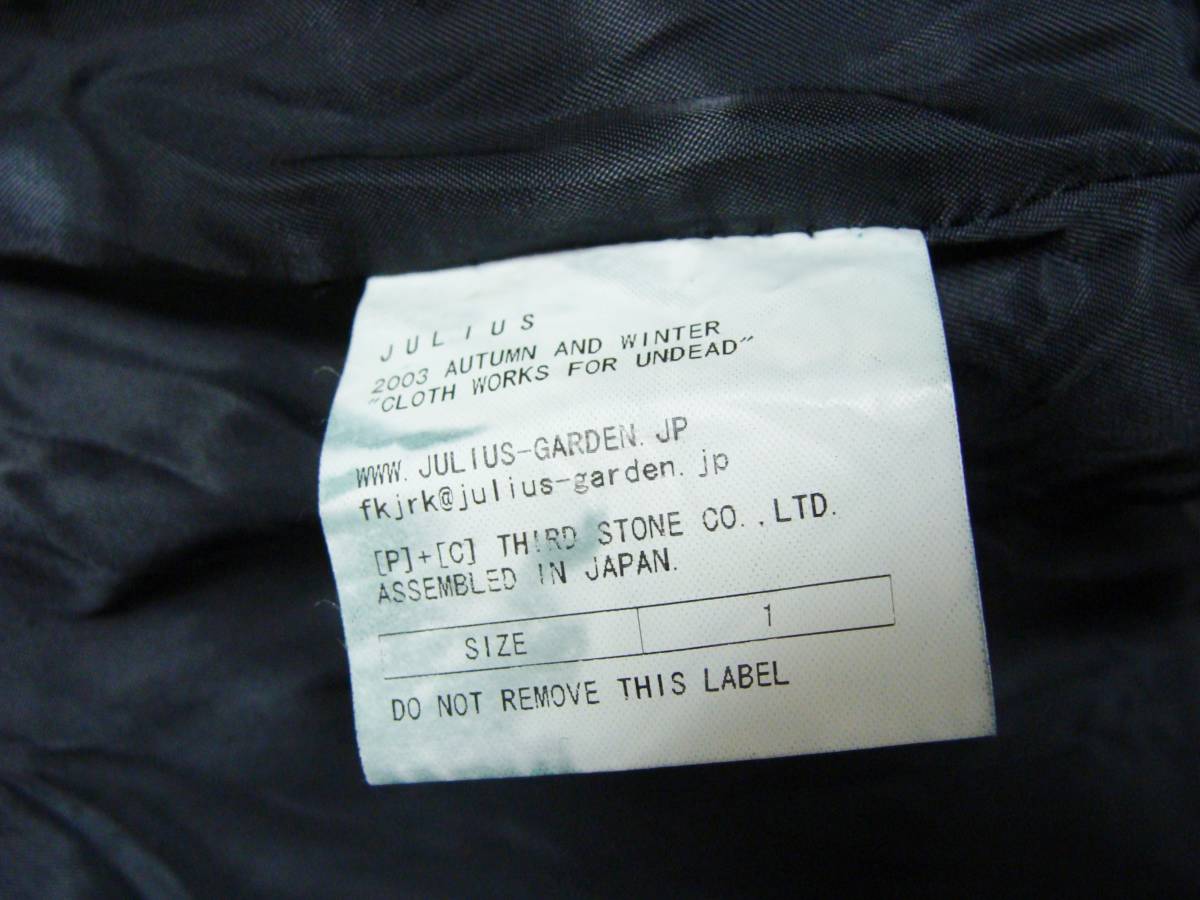 JULIUS
2003 AUTUMN AND WINTER
"CLOTH WORKS FOR UNDEAD"
WWW.JULIUS-GARDEN.JP
fkjrk@julius-garden.jp
[P]+[C] THIRD STONE CO.,LTD.
ASSEMBLED IN JAPAN.
SIZE 1
DO NOT REMOVE THIS LABEL